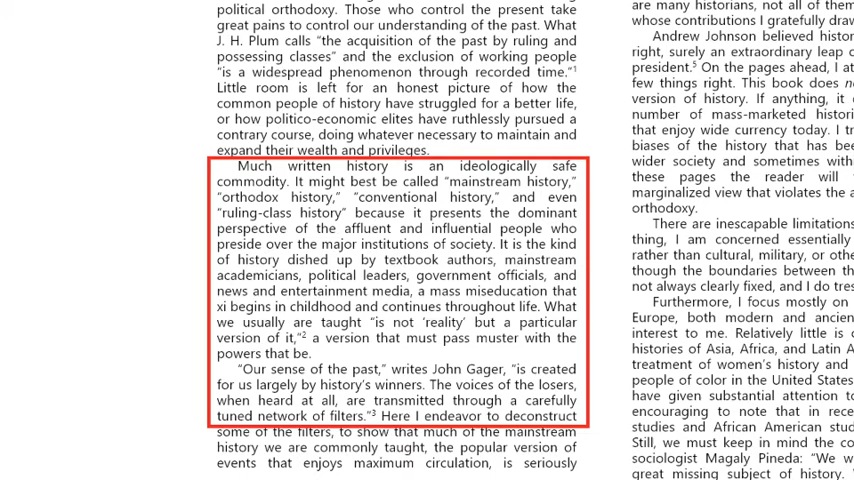 political orthodoxy. Those who control the present take
great pains to control our understanding of the past. What
J. H. Plum calls “the acquisition of the past by ruling and
possessing classes” and the exclusion of working people
“is a widespread phenomenon through recorded time.”1
Little room is left for an honest picture of how the
common people of history have struggled for a better life,
or how politico-economic elites have ruthlessly pursued a
contrary course, doing whatever necessary to maintain and
expand their wealth and privileges.
Much written history is an ideologically safe
commodity. It might best be called “mainstream history,”
“orthodox history,” “conventional history,” and even
“ruling-class history” because it presents the dominant
perspective of the affluent and influential people who
preside over the major institutions of society. It is the kind
of history dished up by textbook authors, mainstream
academicians, political leaders, government officials, and
news and entertainment media, a mass miseducation that
xi begins in childhood and continues throughout life. What
we usually are taught “is not ‘reality’ but a particular
version of it,”2 a version that must pass muster with the
powers that be.
“Our sense of the past,” writes John Gager, “is created
for us largely by history’s winners. The voices of the losers,
when heard at all, are transmitted through a carefully
tuned network of filters.”3 Here I endeavor to deconstruct
some of the filters, to show that much of the mainstream
history we are commonly taught, the popular version of
events that enjoys maximum circulation, is seriously
are many historians, not all of them
whose contributions I gratefully draw
Andrew Johnson believed histor
right, surely an extraordinary leap o
president.5 On the pages ahead, I at
few things right. This book does n
version of history. If anything, it
number of mass-marketed histori
that enjoy wide currency today. I tr
biases of the history that has bee
wider society and sometimes with
these pages the reader will
marginalized view that violates the a
orthodoxy.
There are inescapable limitations
thing, I am concerned essentially
rather than cultural, military, or othe
though the boundaries between the
not always clearly fixed, and I do tres
Furthermore, I focus mostly on
Europe, both modern and ancien
interest to me. Relatively little is c
histories of Asia, Africa, and Latin A
treatment of women’s history and
people of color in the United States
have given substantial attention to
encouraging to note that in rece
studies and African American stud
Still, we must keep in mind the co
sociologist Magaly Pineda: “We w
great missing subject of history.